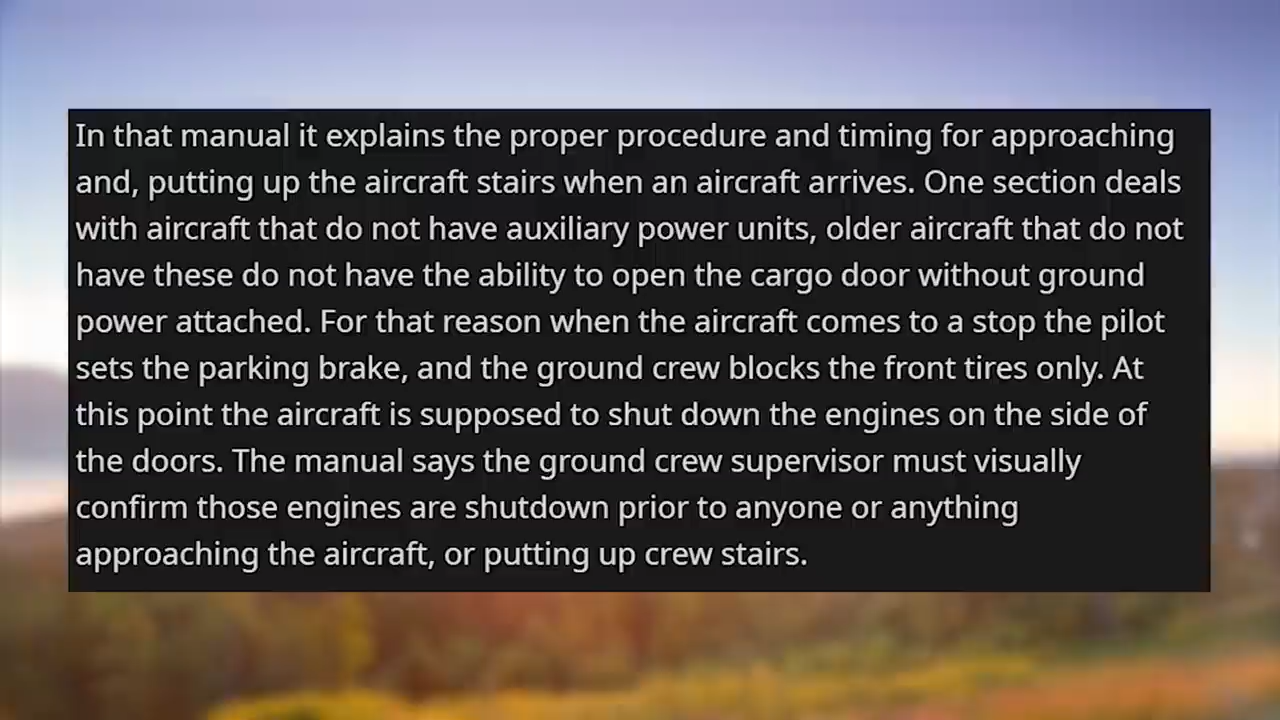 In that manual it explains the proper procedure and timing for approaching
and, putting up the aircraft stairs when an aircraft arrives. One section deals
with aircraft that do not have auxiliary power units, older aircraft that do not
have these do not have the ability to open the cargo door without ground
power attached. For that reason when the aircraft comes to a stop the pilot
sets the parking brake, and the ground crew blocks the front tires only. At
this point the aircraft is supposed to shut down the engines on the side of
the doors. The manual says the ground crew supervisor must visually
confirm those engines are shutdown prior to anyone or anything
approaching the aircraft, or putting up crew stairs.